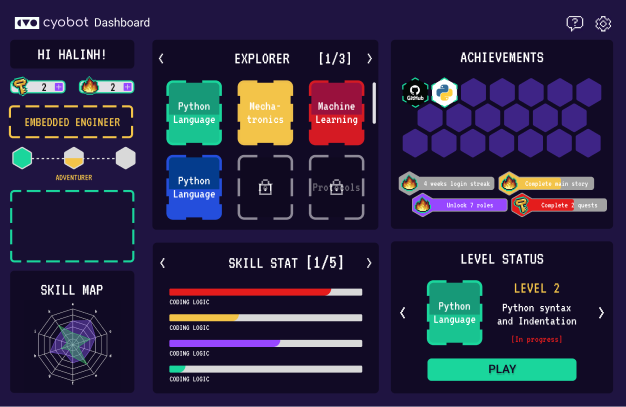 cyobot Dashboard
HI HALINH!
2
2
EMBEDDED ENGINEER
ADVENTURER
SKILL MAP
EXPLORER [1/3]
Python
Language
Mecha-
tronics
Machine
Learning
Python
Language
Protocols
SKILL STAT [1/5]
CODING LOGIC
CODING LOGIC
CODING LOGIC
CODING LOGIC
ACHIEVEMENTS
GitHub
4 weeks login streak
Complete main story
Unlock 7 roles
Complete 2 quests
LEVEL STATUS
Python
Language
LEVEL 2
Python syntax
and Indentation
[In progress]
PLAY